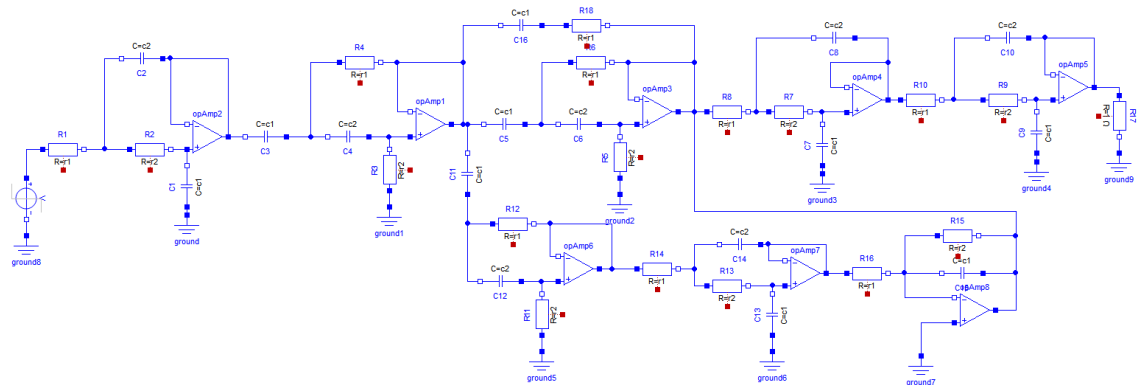 C=c1
R18
C16
R=r1
C=c2
C2
R4
R=r1
R6
R=r1
C=c2
C8
C=c2
C10
opAmp2
opAmp1
opAmp3
opAmp4
opAmp5
R1
R=r1
R2
R=r2
C=c1
C3
C=c2
C4
C=c1
C5
C=c2
C6
R8
R=r1
R7
R=r2
R10
R=r1
R9
R=r2
C1
C=c1
R3
R=r2
R5
R=r2
C7
C=c1
C9
C=c1
R17
R=1 Ω
V
ground8
ground
ground1
ground2
ground3
ground4
ground9
C11
C=c1
R12
R=r1
opAmp6
C=c2
C12
R11
R=r2
ground5
R14
R=r1
C=c2
C14
R13
R=r2
opAmp7
C13
C=c1
ground6
R16
R=r1
R15
R=r2
C=c1
opAmp8
ground7